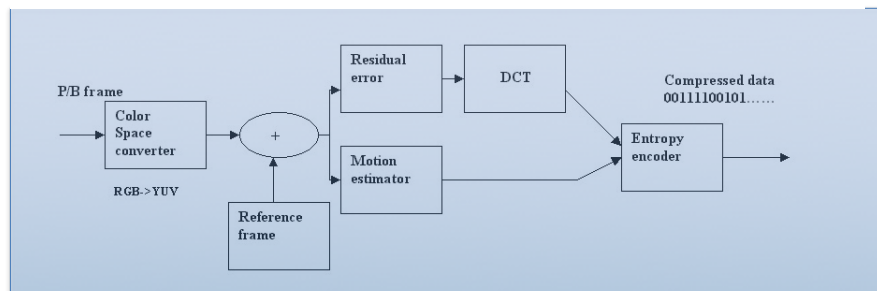 P/B frame
Color
Space
converter
RGB->YUV
+
Reference
frame
Residual
error
Motion
estimator
DCT
Compressed data
00111100101......
Entropy
encoder